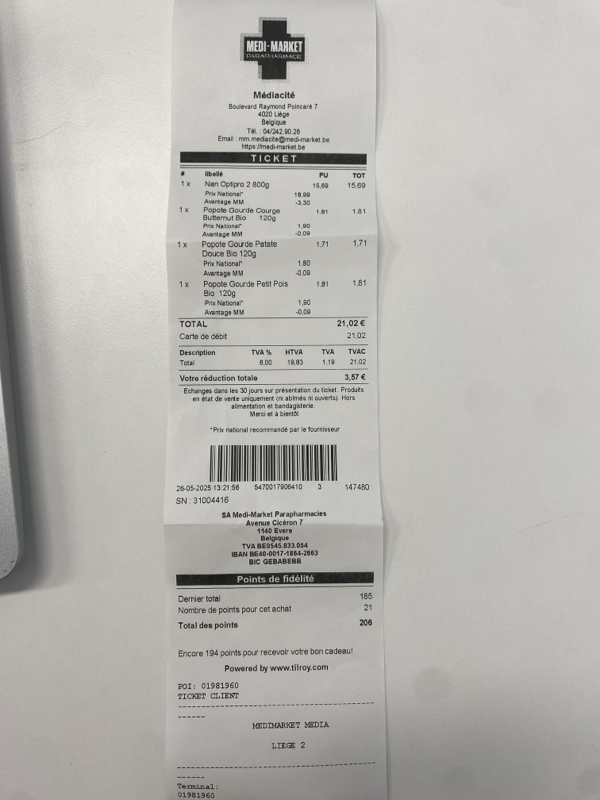 MEDI-MARKET
PARAPHARMACIE
Médiacité
Boulevard Raymond Poincaré 7
4020 Liège
Belgique
Tél. : 04/242.90.26
Email : mm.mediacite@medi-market.be
https://medi-market.be
TICKET
# libellé PU TOT
1 x Nan Optipro 2 800g 15,69 15,69
Prix National* 18,99
Avantage MM -3,30
1 x Popote Gourde Courge 1,81 1,81
Butternut Bio 120g
Prix National* 1,90
Avantage MM -0,09
1 x Popote Gourde Patate 1,71 1,71
Douce Bio 120g
Prix National* 1,80
Avantage MM -0,09
1 x Popote Gourde Petit Pois 1,81 1,81
Bio 120g
Prix National* 1,90
Avantage MM -0,09
TOTAL 21,02 €
Carte de débit 21,02
Description TVA % HTVA TVA TVAC
Total 6,00 19,83 1,19 21,02
Votre réduction totale 3,57 €
Echanges dans les 30 jours sur présentation du ticket. Produits
en état de vente uniquement (ni abîmés ni ouverts). Hors
alimentation et bandagisterie.
Merci et à bientôt
*Prix national recommandé par le fournisseur
26-05-2025 13:21:56 5470017906410 3 147480
SN : 31004416
SA Medi-Market Parapharmacies
Avenue Cicéron 7
1140 Evere
Belgique
TVA BE0545.833.054
IBAN BE40-0017-1864-2663
BIC GEBABEBB
Points de fidélité
Dernier total 185
Nombre de points pour cet achat 21
Total des points 206
Encore 194 points pour recevoir votre bon cadeau!
Powered by www.tilroy.com
POI: 01981960
TICKET CLIENT
MEDIMARKET MEDIA
LIEGE 2
Terminal:
01981960